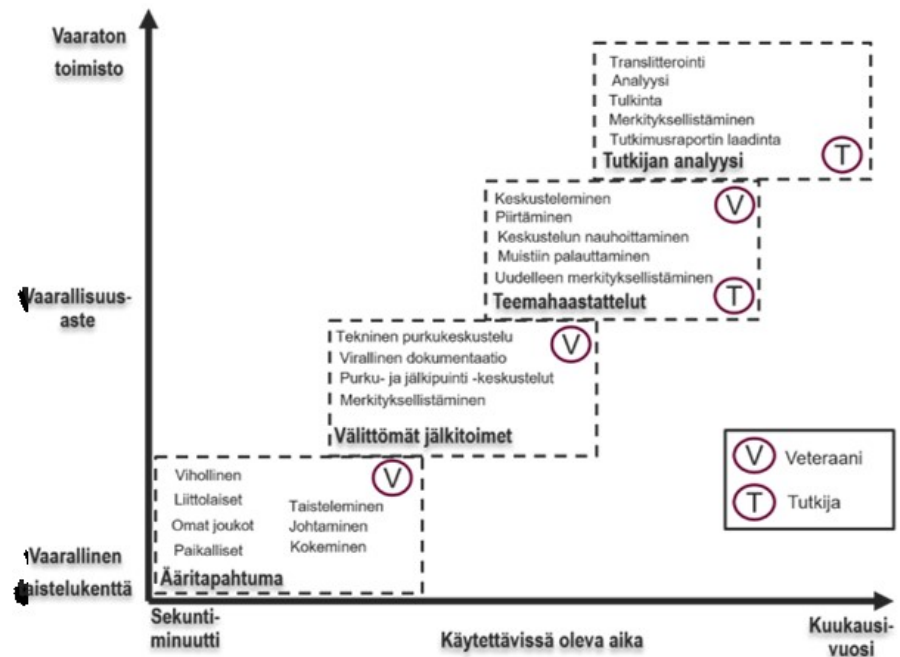 Vaaraton
toimisto
Translitterointi
Analyysi
Tulkinta
Merkityksellistäminen
Tutkimusraportin laadinta
Tutkijan analyysi
T
Keskusteleminen
Piirtäminen
Keskustelun nauhoittaminen
Muistiin palauttaminen
Uudelleen merkityksellistäminen
Teemahaastattelut
V
T
Vaarallisuus-
aste
Tekninen purkukeskustelu
Virallinen dokumentaatio
Purku- ja jälkipuinti -keskustelut
Merkityksellistäminen
Välittömät jälkitoimet
V
Vihollinen
Liittolaiset
Omat joukot
Paikalliset
Taisteleminen
Johtaminen
Kokeminen
Ääritapahtuma
V
V Veteraani
T Tutkija
Vaarallinen
taistelukenttä
Sekunti-
minuutti
Käytettävissä oleva aika
Kuukausi-
vuosi